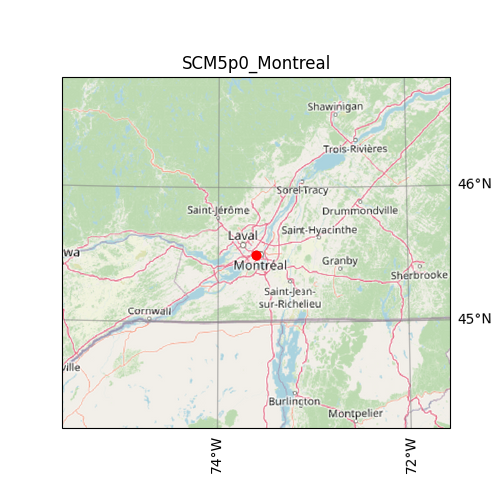 SCM5p0_Montreal
Shawinigan
Trois-Rivières
46°N
Sorel-Tracy
Saint-Jérôme
Drummondville
Saint-Hyacinthe
Laval
wa
Montréal
Granby
Sherbrooke
Saint-Jean-
sur-Richelieu
Cornwall
45°N
ville
Burlington
Montpelier
74°W
72°W